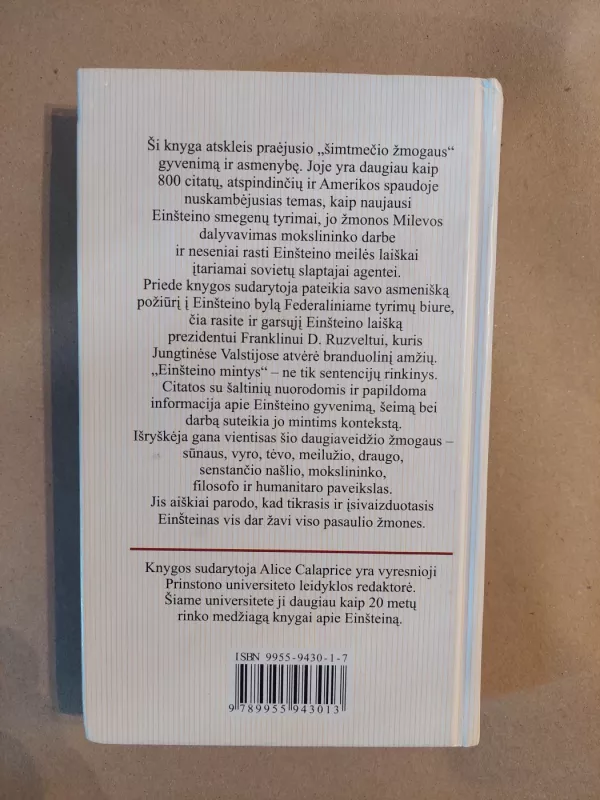 Ši knyga atskleis praėjusio „šimtmečio žmogaus“
gyvenimą ir asmenybę. Joje yra daugiau kaip
800 citatų, atspindinčių ir Amerikos spaudoje
nuskambėjusias temas, kaip naujausi
Einšteino smegenų tyrimai, jo žmonos Milevos
dalyvavimas mokslininko darbe
ir neseniai rasti Einšteino meilės laiškai
įtariamai sovietų slaptajai agentei.
Priede knygos sudarytoja pateikia savo asmenišką
požiūrį į Einšteino bylą Federaliniame tyrimų biure,
čia rasite ir garsųjį Einšteino laišką
prezidentui Franklinui D. Ruzveltui, kuris
Jungtinėse Valstijose atvėrė branduolinį amžių.
„Einšteino mintys“ – ne tik sentencijų rinkinys.
Citatos su šaltinių nuorodomis ir papildoma
informacija apie Einšteino gyvenimą, šeimą bei
darbą suteikia jo mintims kontekstą.
Išryškėja gana vientisas šio daugiaveidžio žmogaus –
sūnaus, vyro, tėvo, meilužio, draugo,
senstančio našlio, mokslininko,
filosofo ir humanitaro paveikslas.
Jis aiškiai parodo, kad tikrasis ir įsivaizduotasis
Einšteinas vis dar žavi viso pasaulio žmones.
Knygos sudarytoja Alice Calaprice yra vyresnioji
Prinstono universiteto leidyklos redaktorė.
Šiame universitete ji daugiau kaip 20 metų
rinko medžiagą knygai apie Einšteiną.
ISBN 9955-9430-1-7
9 789955 943013